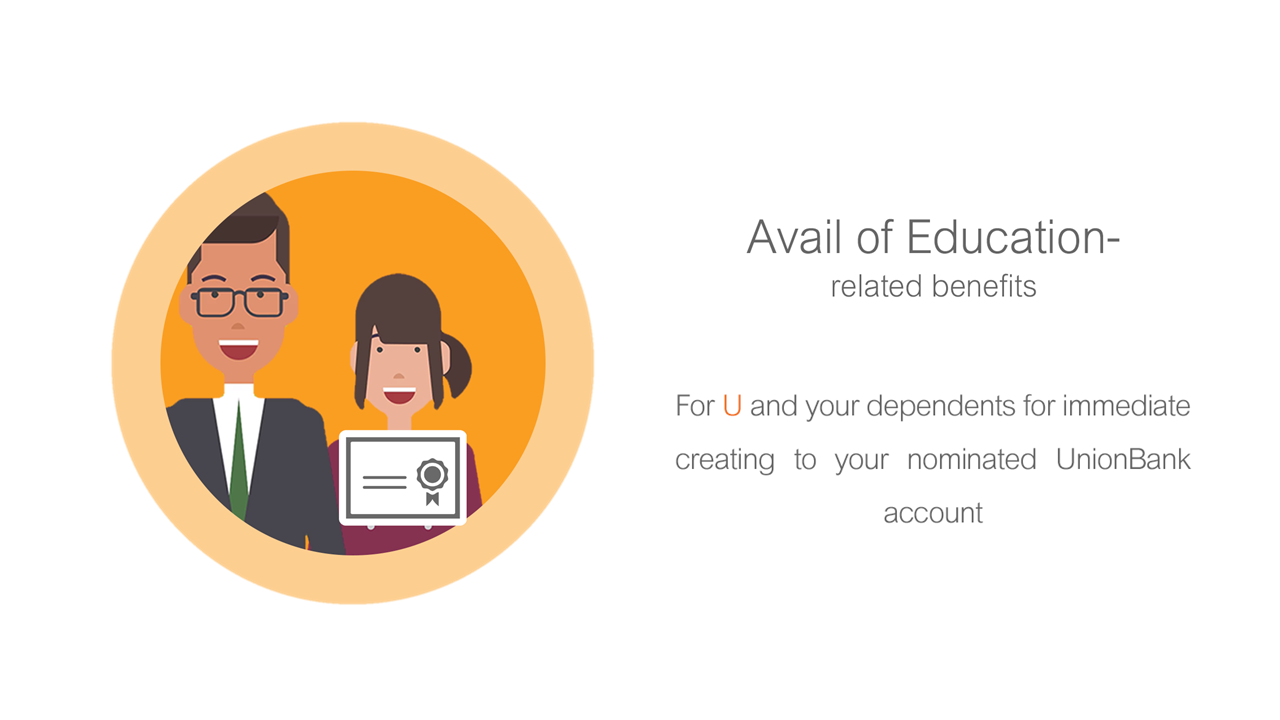 Avail of Education-
related benefits
For U and your dependents for immediate
creating to your nominated UnionBank
account